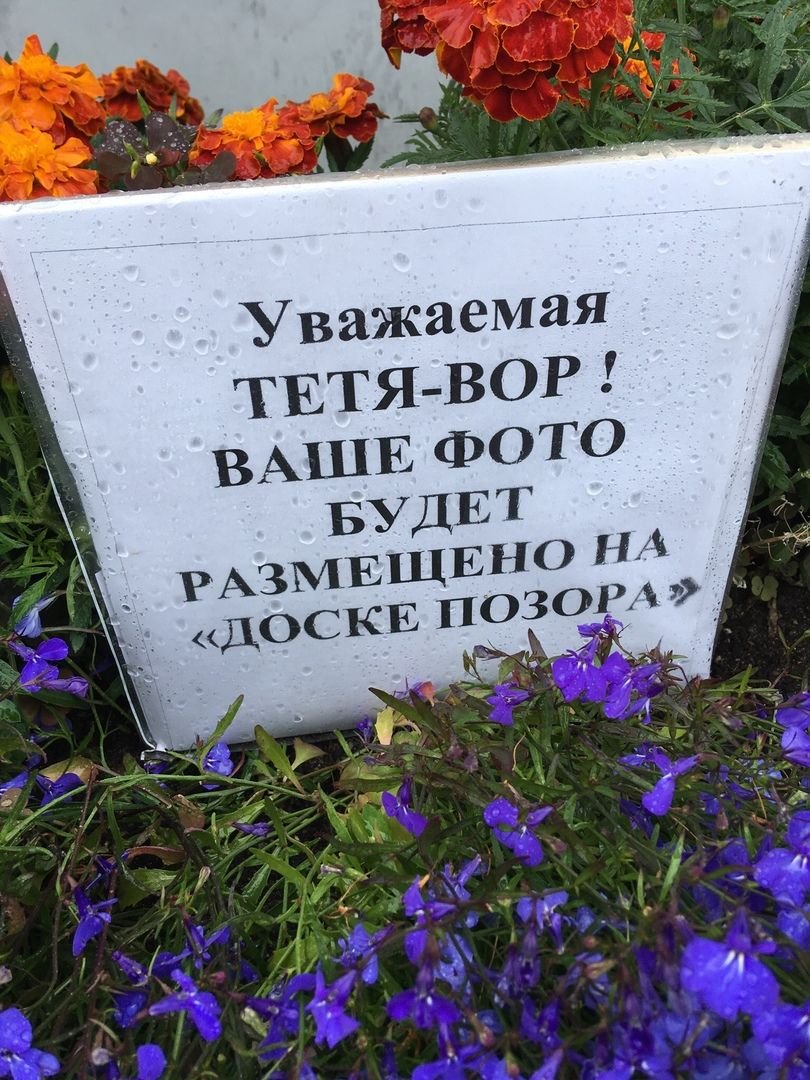 Уважаемая
ТЕТЯ-ВОР !
ВАШЕ ФОТО
БУДЕТ
РАЗМЕЩЕНО НА
«ДОСКЕ ПОЗОРА»